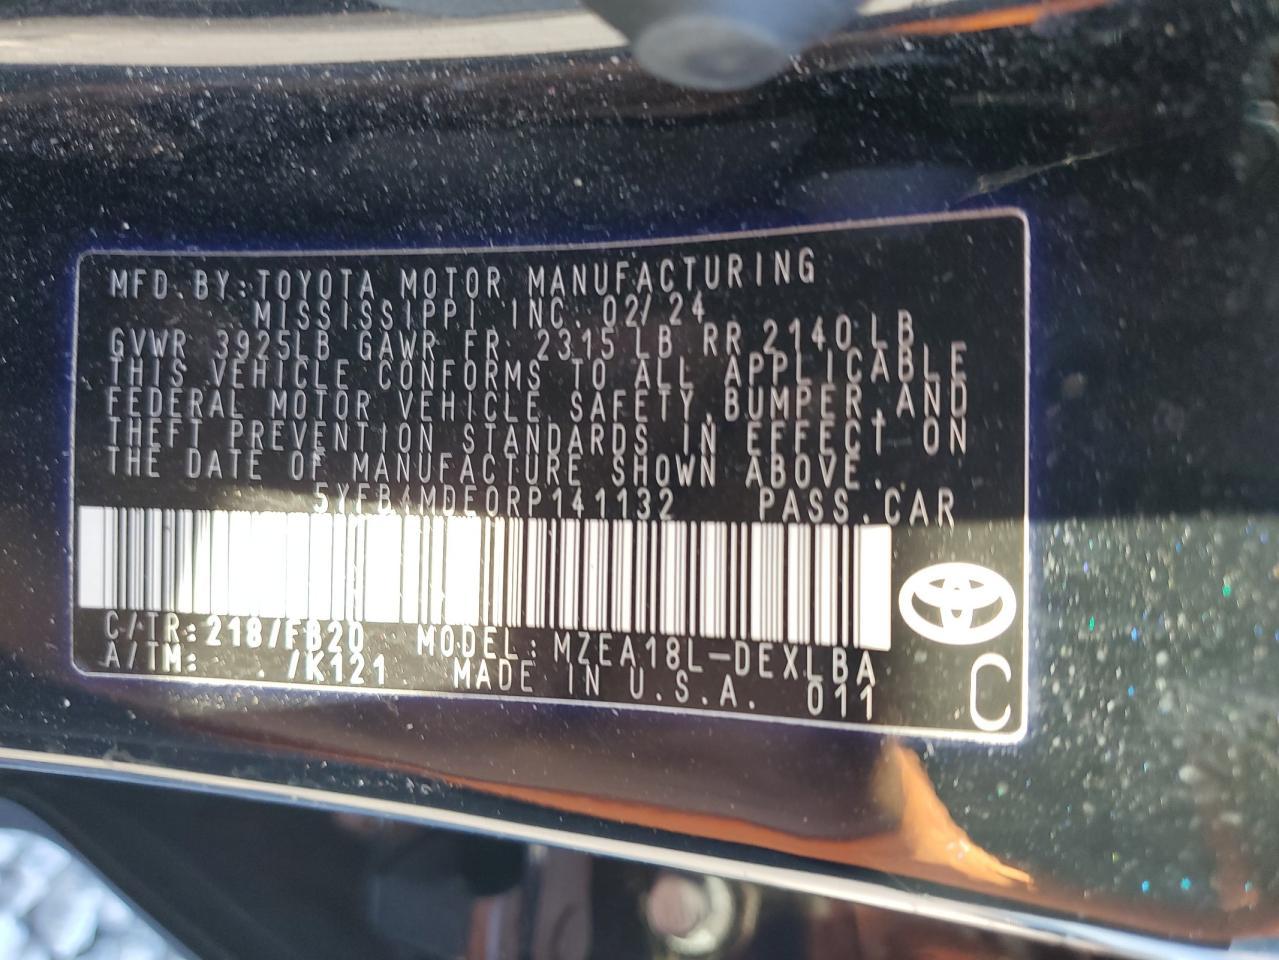 MFD.BY:TOYOTA MOTOR MANUFACTURING
MISSISSIPPI, INC. 02/24
GVWR 3925LB GAWR FR 2315LB RR 2140LB
THIS VEHICLE CONFORMS TO ALL APPLICABLE
FEDERAL MOTOR VEHICLE SAFETY,BUMPER,AND
THEFT PREVENTION STANDARDS IN EFFECT ON
THE DATE OF MANUFACTURE SHOWN ABOVE.
5YFB4MDE0RP141132 PASS.CAR
C/TR:218/FB20 MODEL:MZEA18L-DEXLBA
A/TM: /K121 MADE IN U.S.A. 011
C